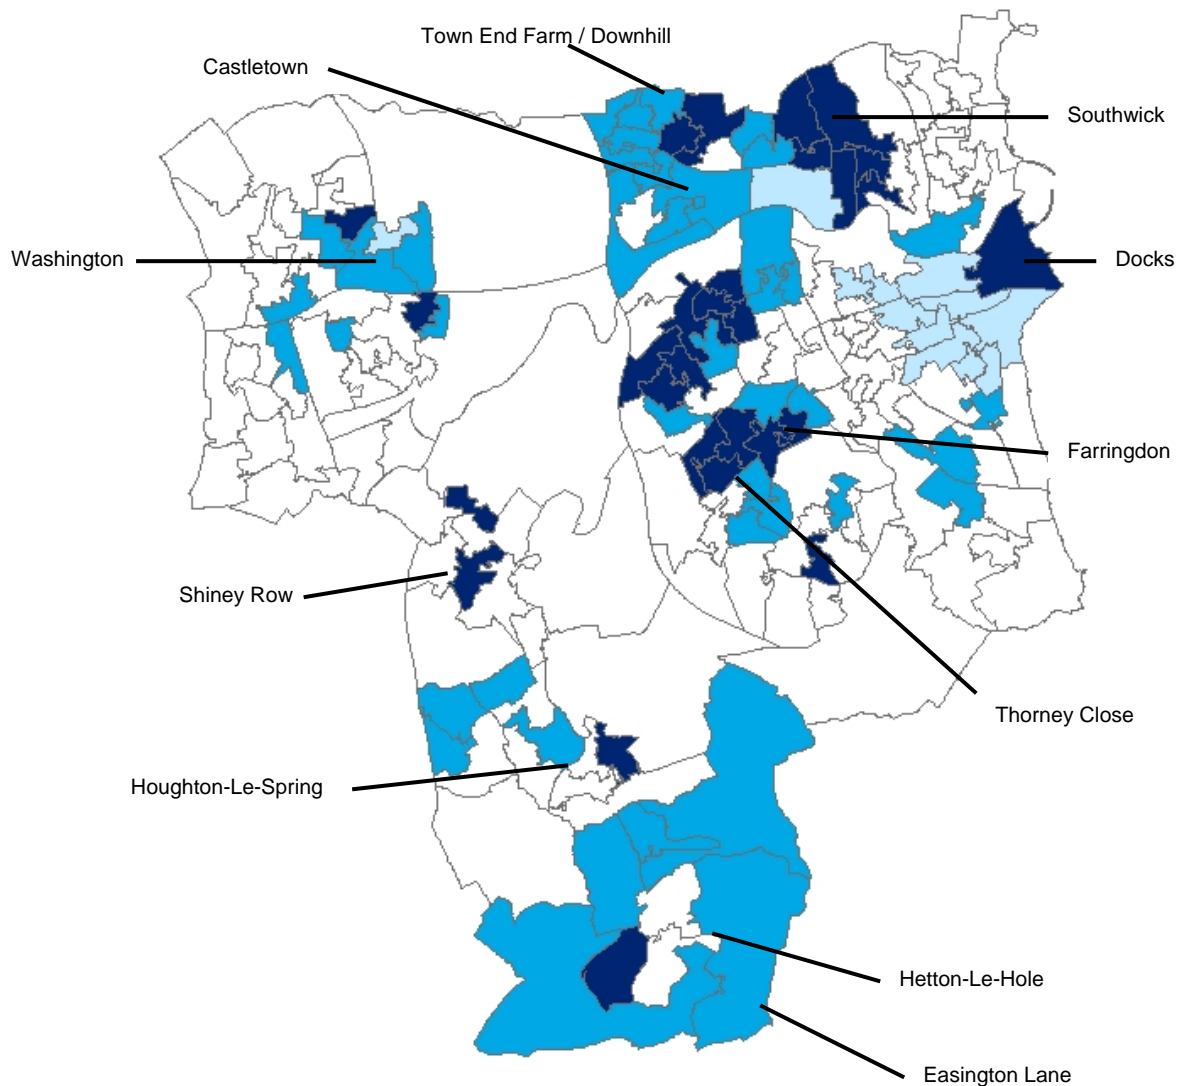 Town End Farm / Downhill
Castletown
Southwick
Washington
Docks
Farringdon
Shiney Row
Thorney Close
Houghton-Le-Spring
Hetton-Le-Hole
Easington Lane